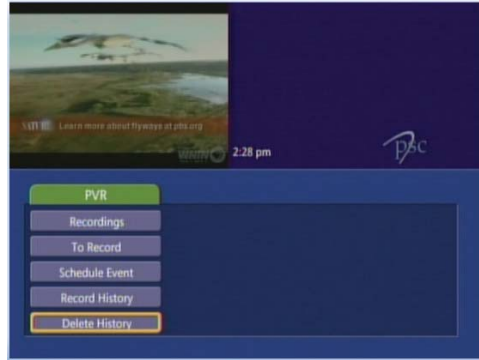 NATURE Learn more about flyways at pbs.org
2:28 pm
psc
PVR
Recordings
To Record
Schedule Event
Record History
Delete History